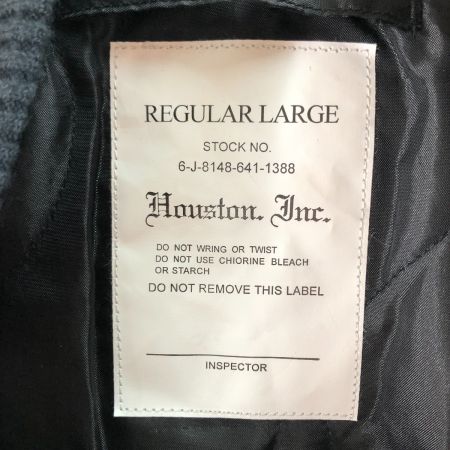 REGULAR LARGE
STOCK NO.
6-J-8148-641-1388
Houston. Inc.
DO NOT WRING OR TWIST
DO NOT USE CHIORINE BLEACH
OR STARCH
DO NOT REMOVE THIS LABEL
INSPECTOR